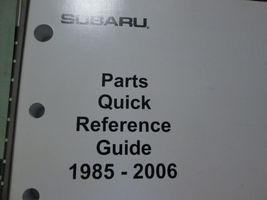 SUBARU.
Parts
Quick
Reference
Guide
1985 - 2006